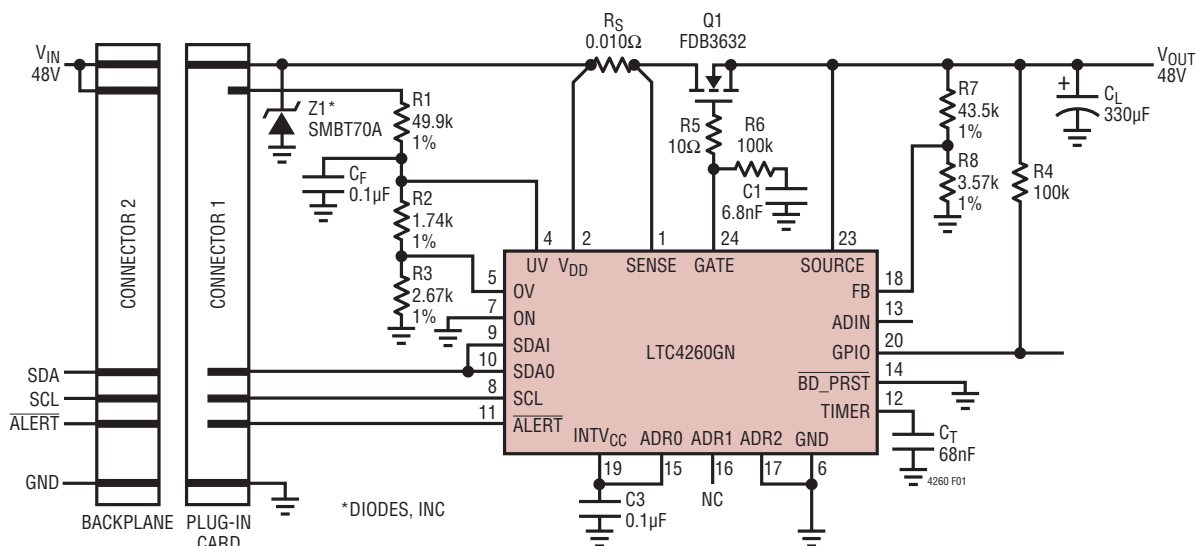 VIN
48V
CONNECTOR 2
CONNECTOR 1
Z1*
SMBT70A
R1
49.9k
1%
CF
0.1µF
R2
1.74k
1%
R3
2.67k
1%
RS
0.010Ω
Q1
FDB3632
R5
10Ω
R6
100k
C1
6.8nF
R7
43.5k
1%
R8
3.57k
1%
R4
100k
+
CL
330µF
VOUT
48V
4
2
1
24
23
UV
VDD
SENSE
GATE
SOURCE
5
OV
7
ON
9
SDAI
10
SDA0
8
SCL
11
ALERT
LTC4260GN
18
FB
13
ADIN
20
GPIO
14
BD_PRST
12
TIMER
CT
68nF
INTVCC
ADR0
ADR1
ADR2
GND
19
15
16
17
6
NC
C3
0.1µF
SDA
SCL
ALERT
GND
BACKPLANE
PLUG-IN
CARD
*DIODES, INC
4260 F01